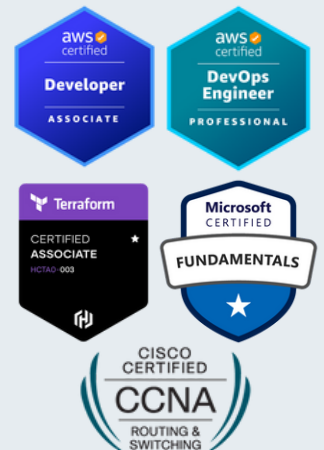 aws
certified
Developer
ASSOCIATE
aws
certified
DevOps
Engineer
PROFESSIONAL
Terraform
CERTIFIED
ASSOCIATE
HCTA0-003
Microsoft
CERTIFIED
FUNDAMENTALS
CISCO
CERTIFIED
CCNA
ROUTING &
SWITCHING